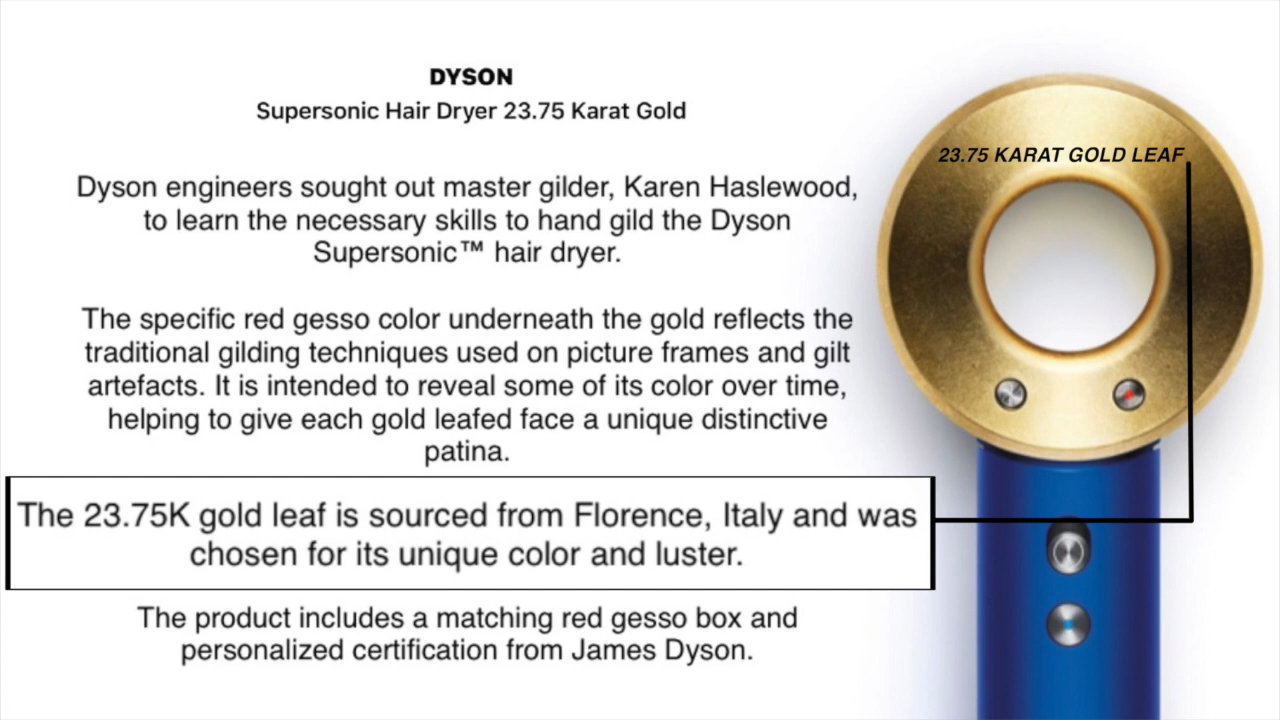 DYSON
Supersonic Hair Dryer 23.75 Karat Gold
23.75 KARAT GOLD LEAF
Dyson engineers sought out master gilder, Karen Haslewood,
to learn the necessary skills to hand gild the Dyson
Supersonic™ hair dryer.
The specific red gesso color underneath the gold reflects the
traditional gilding techniques used on picture frames and gilt
artefacts. It is intended to reveal some of its color over time,
helping to give each gold leafed face a unique distinctive
patina.
The 23.75K gold leaf is sourced from Florence, Italy and was
chosen for its unique color and luster.
The product includes a matching red gesso box and
personalized certification from James Dyson.